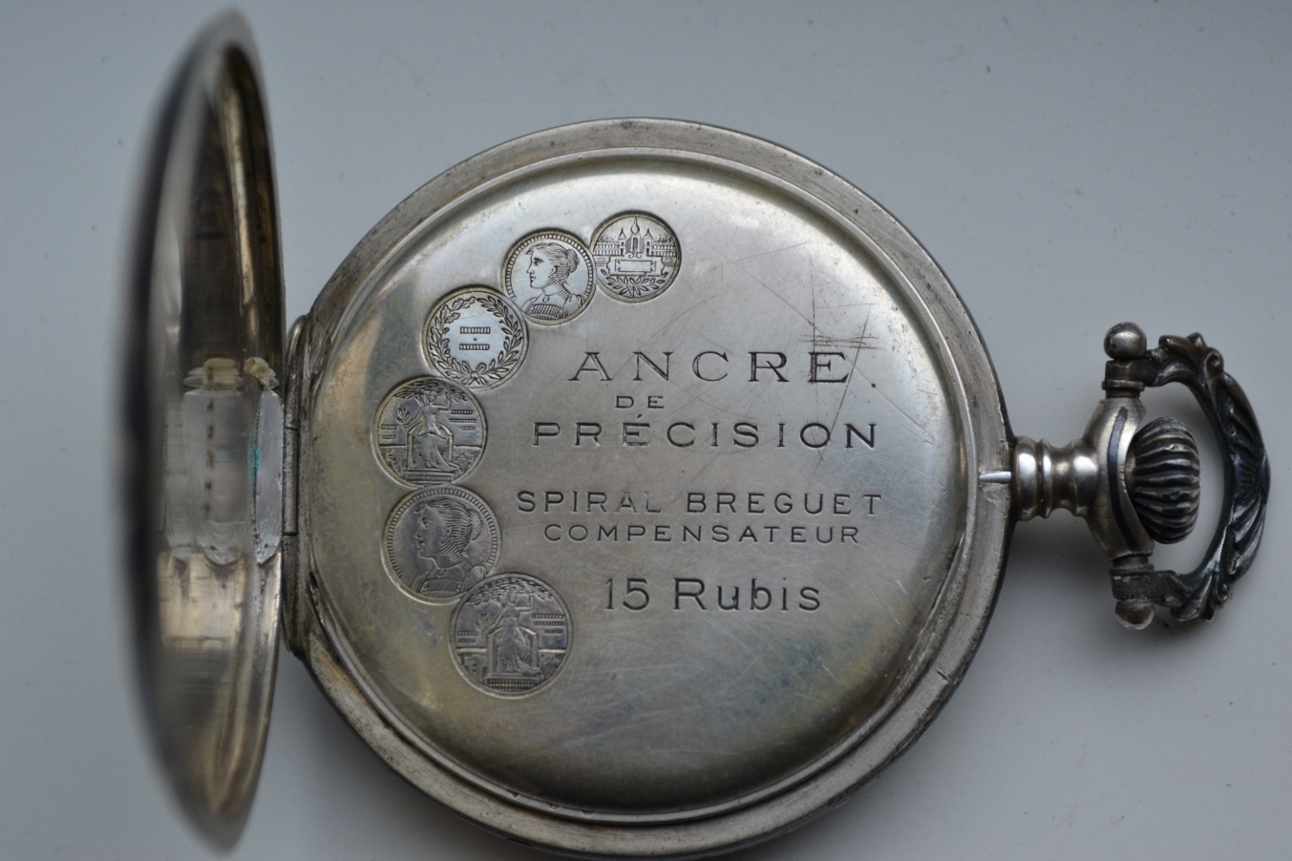 ANCRE
DE
PRÉCISION
SPIRAL BREGUET
COMPENSATEUR
15 Rubis